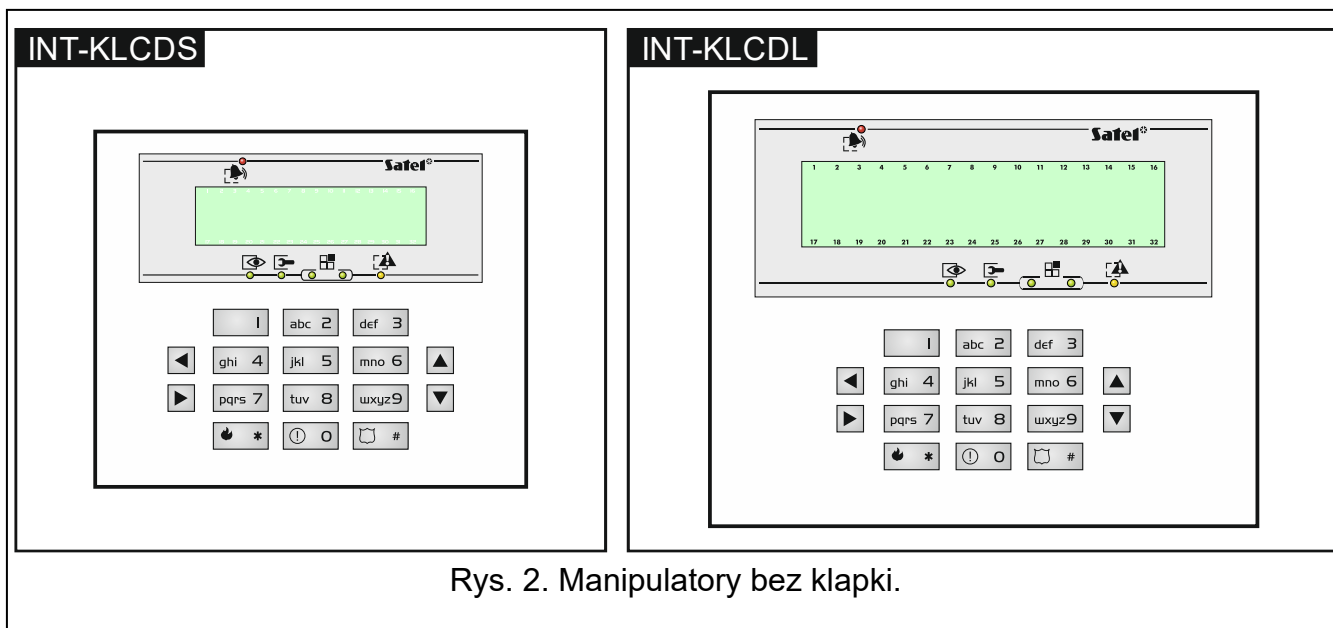 INT-KLCDS
Satel
1
abc 2
def 3
ghi 4
jkl 5
mno 6
pqrs 7
tuv 8
wxyz9
*
0
#
INT-KLCDL
Satel
1 2 3 4 5 6 7 8 9 10 11 12 13 14 15 16
17 18 19 20 21 22 23 24 25 26 27 28 29 30 31 32
1
abc 2
def 3
ghi 4
jkl 5
mno 6
pqrs 7
tuv 8
wxyz9
*
0
#
Rys. 2. Manipulatory bez klapki.